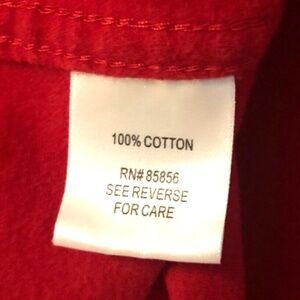 100% COTTON
RN# 85856
SEE REVERSE
FOR CARE